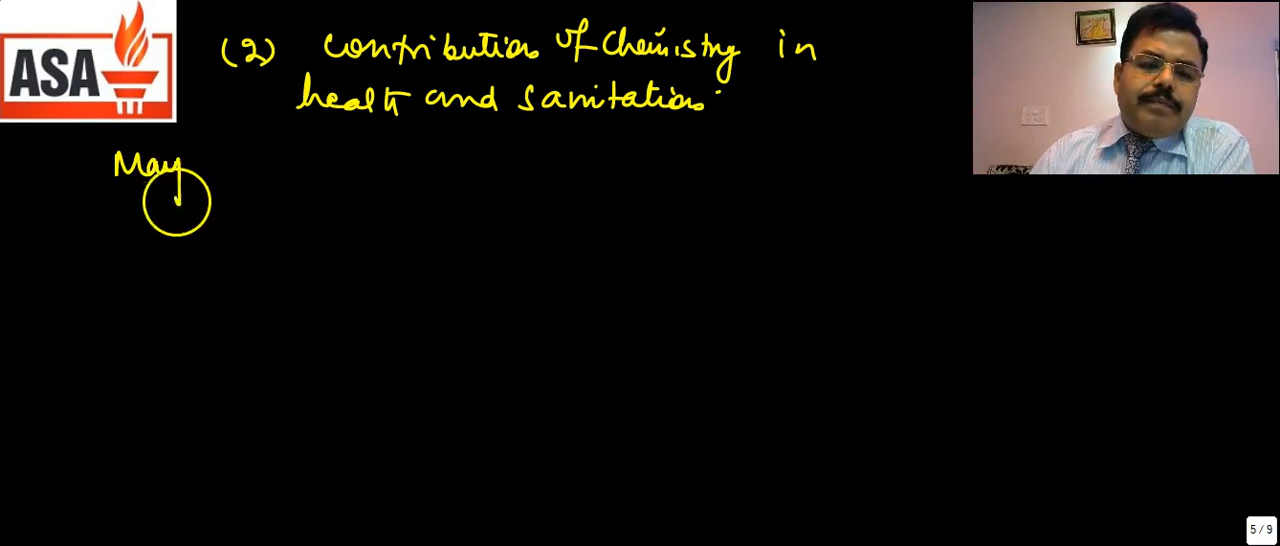 ASA
(2) Contribution of Chemistry in
health and sanitation.
May
5/9